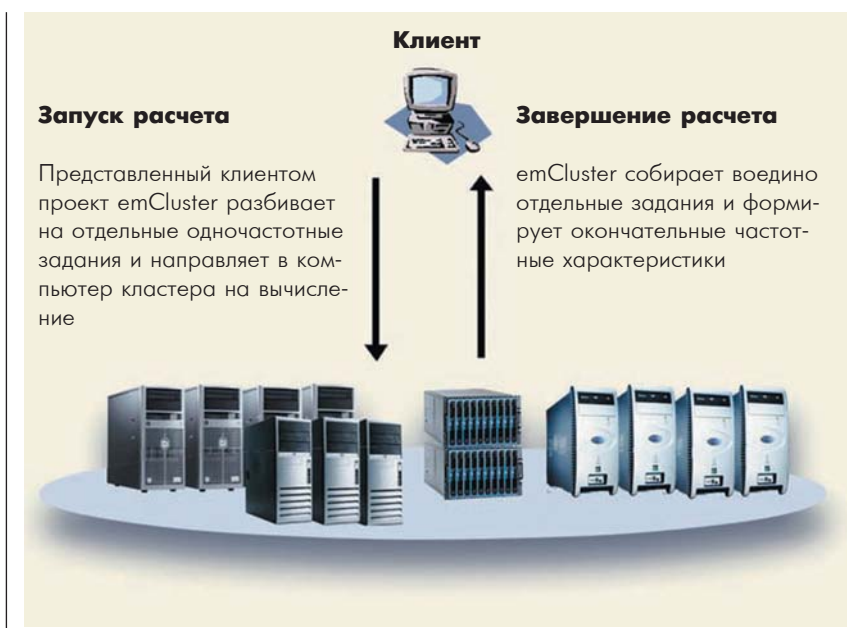 Клиент
Запуск расчета
Представленный клиентом
проект emCluster разбивает
на отдельные одночастотные
задания и направляет в ком-
пьютер кластера на вычисле-
ние
Завершение расчета
emCluster собирает воедино
отдельные задания и форми-
рует окончательные частот-
ные характеристики